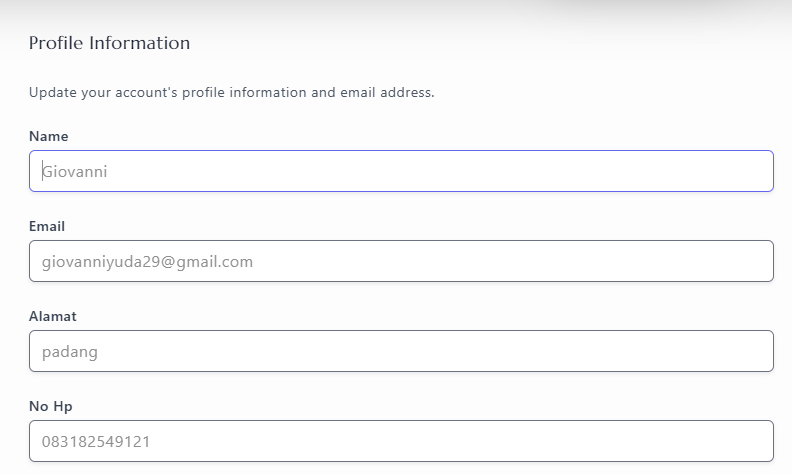 Profile Information
Update your account's profile information and email address.
Name
Giovanni
Email
giovanniyuda29@gmail.com
Alamat
padang
No Hp
083182549121